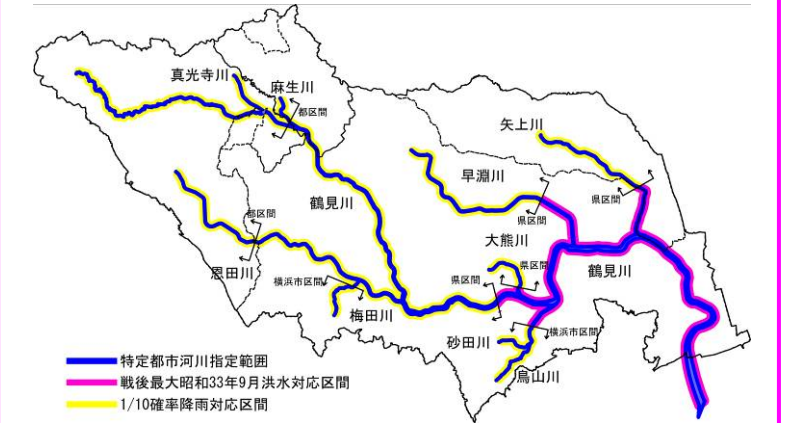 真光寺川
麻生川
都区間
矢上川
早淵川
県区間
鶴見川
都区間
県区間
大熊川
恩田川
県区間
県区間
鶴見川
横浜市区間
梅田川
砂田川
横浜市区間
鳥山川
特定都市河川指定範囲
戦後最大昭和33年9月洪水対応区間
1/10確率降雨対応区間